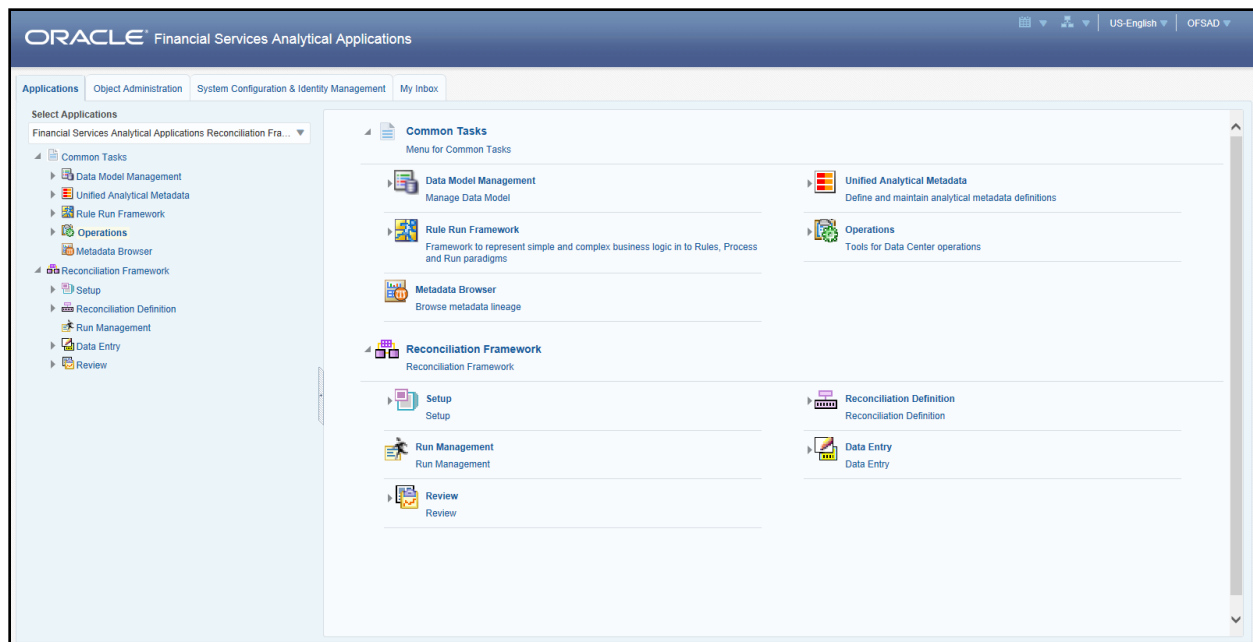 ORACLE® Financial Services Analytical Applications
US-English
OFSAD
Applications
Object Administration
System Configuration & Identity Management
My Inbox
Select Applications
Financial Services Analytical Applications Reconciliation Fra...
Common Tasks
Data Model Management
Unified Analytical Metadata
Rule Run Framework
Operations
Metadata Browser
Reconciliation Framework
Setup
Reconciliation Definition
Run Management
Data Entry
Review
Common Tasks
Menu for Common Tasks
Data Model Management
Manage Data Model
Unified Analytical Metadata
Define and maintain analytical metadata definitions
Rule Run Framework
Framework to represent simple and complex business logic in to Rules, Process
and Run paradigms
Operations
Tools for Data Center operations
Metadata Browser
Browse metadata lineage
Reconciliation Framework
Reconciliation Framework
Setup
Setup
Reconciliation Definition
Reconciliation Definition
Run Management
Run Management
Data Entry
Data Entry
Review
Review